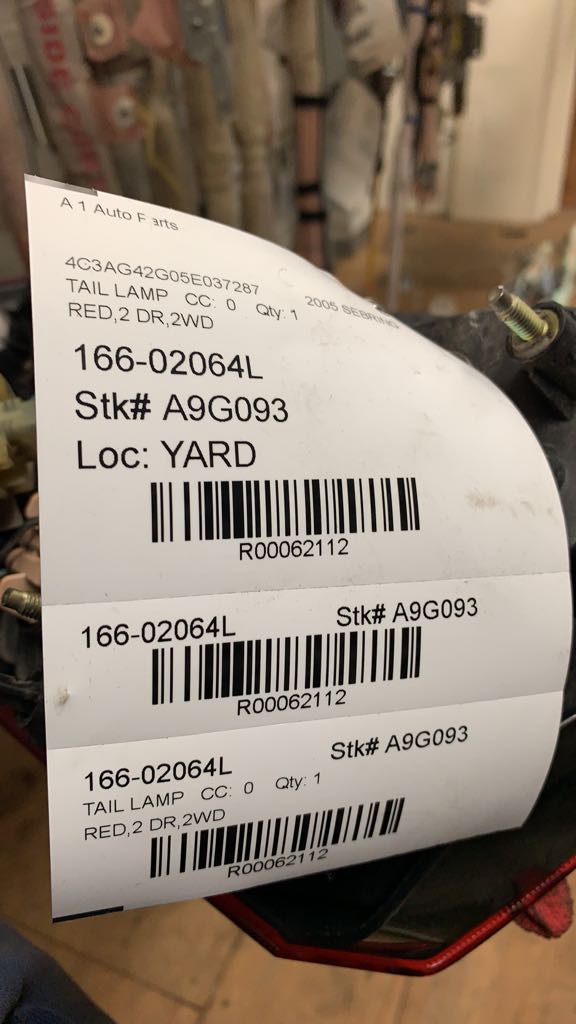 A 1 Auto Parts
4C3AG42G05E037287
TAIL LAMP CC: 0 Qty: 1 2005 SEBRING
RED,2 DR,2WD
166-02064L
Stk# A9G093
Loc: YARD
R00062112
166-02064L Stk# A9G093
R00062112
166-02064L Stk# A9G093
TAIL LAMP CC: 0 Qty: 1
RED,2 DR,2WD
R00062112